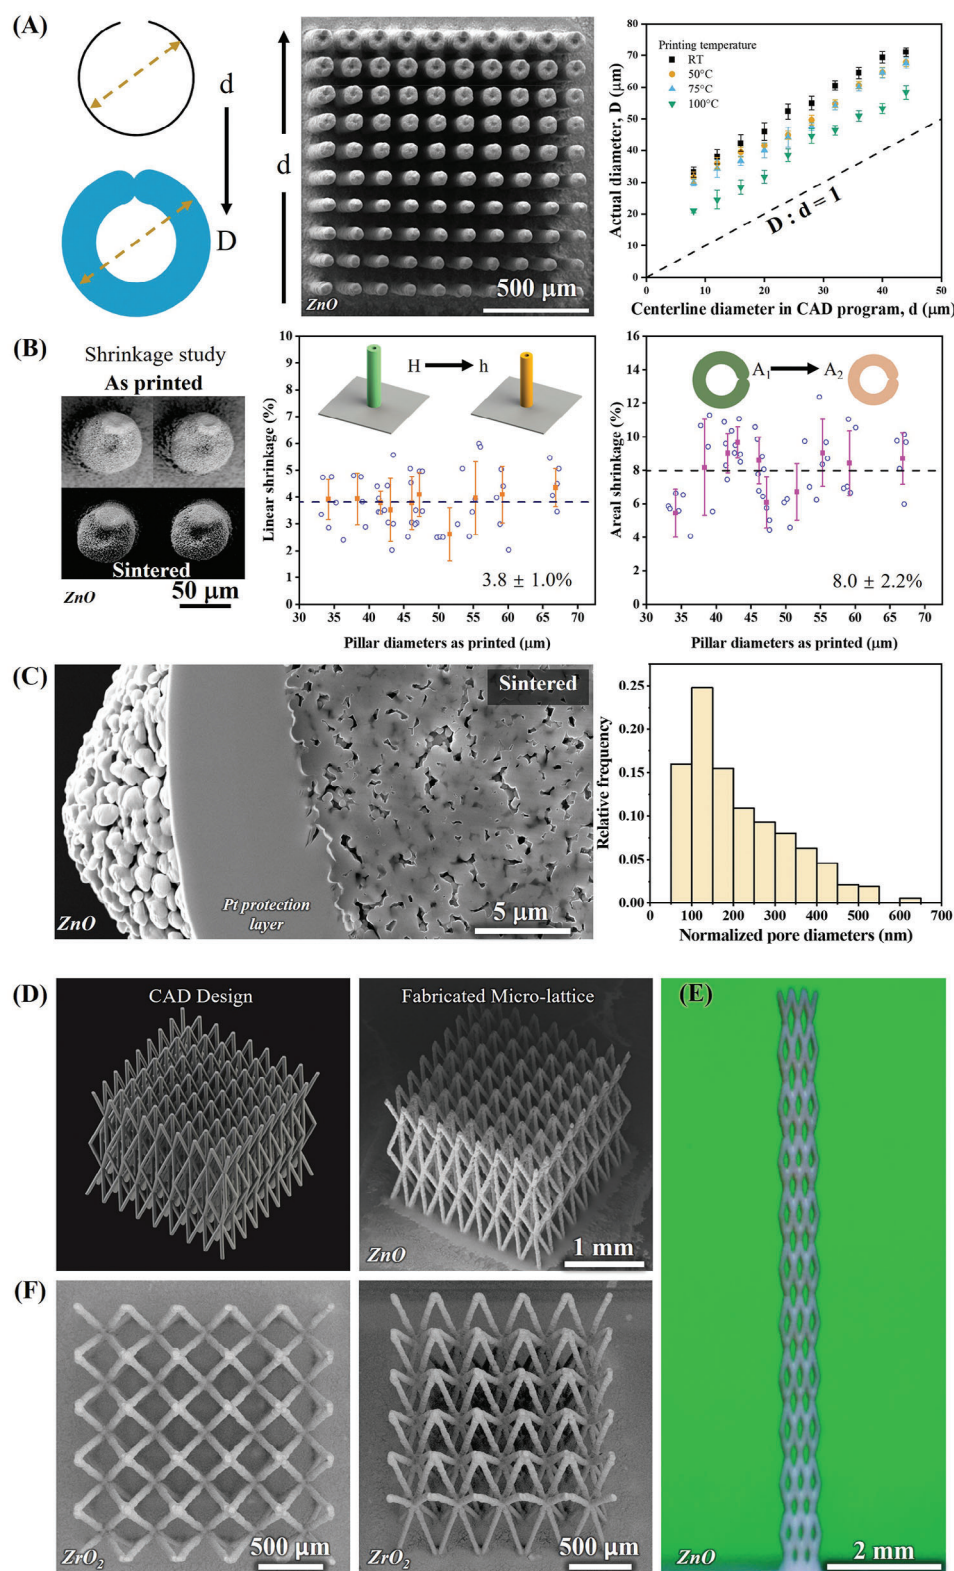 (A)
d
D
d
ZnO
500 μm
Actual diameter, D (μm)
80
70
60
50
40
30
20
10
0
Printing temperature
RT
50°C
75°C
100°C
D : d = 1
0
10
20
30
40
50
Centerline diameter in CAD program, d (μm)
(B)
Shrinkage study
As printed
Sintered
ZnO
50 μm
Linear shrinkage (%)
10
9
8
7
6
5
4
3
2
1
0
H
h
3.8 ± 1.0%
30
35
40
45
50
55
60
65
70
Pillar diameters as printed (μm)
Areal shrinkage (%)
16
14
12
10
8
6
4
2
0
A1
A2
8.0 ± 2.2%
35
40
45
50
55
60
65
70
Pillar diameters as printed (μm)
(C)
Sintered
Pt protection
layer
ZnO
5 μm
Relative frequency
0.25
0.20
0.15
0.10
0.05
0.00
0
100
200
300
400
500
600
700
Normalized pore diameters (nm)
(D)
CAD Design
Fabricated Micro-lattice
ZnO
1 mm
(E)
ZnO
2 mm
(F)
ZrO2
500 μm
ZrO2
500 μm